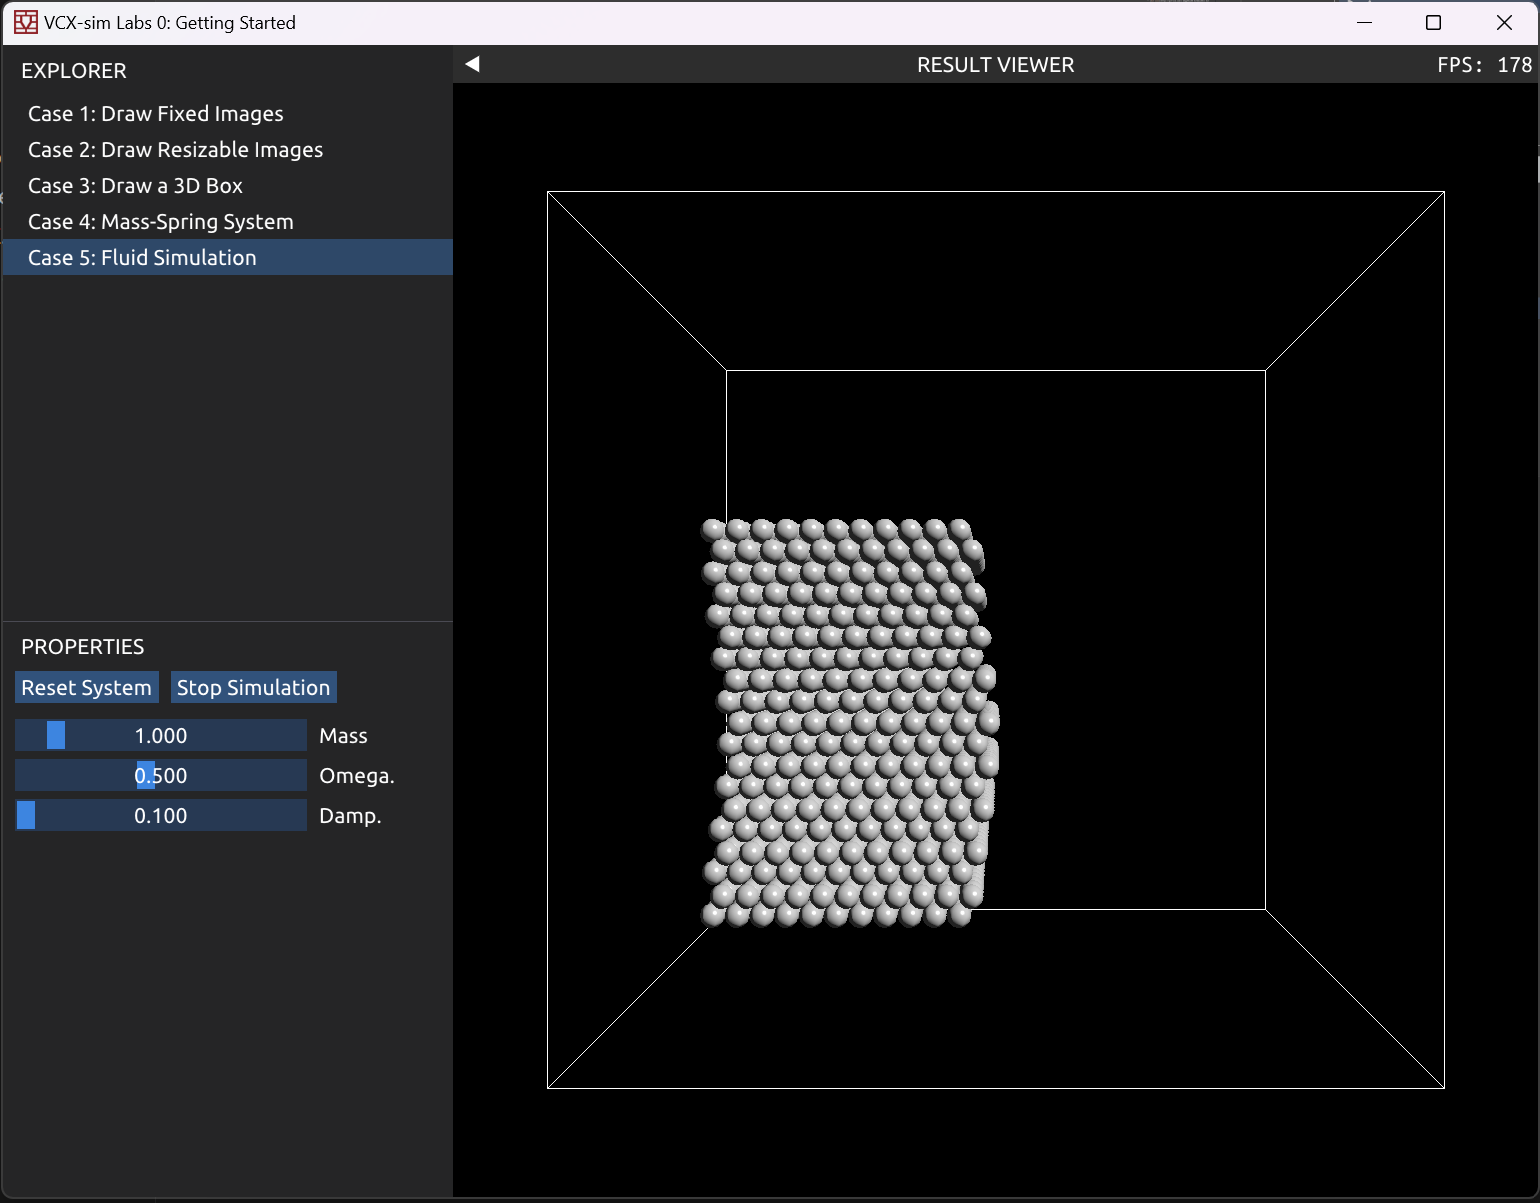 VCX-sim Labs 0: Getting Started
EXPLORER
Case 1: Draw Fixed Images
Case 2: Draw Resizable Images
Case 3: Draw a 3D Box
Case 4: Mass-Spring System
Case 5: Fluid Simulation
PROPERTIES
Reset System Stop Simulation
1.000 Mass
0.500 Omega.
0.100 Damp.
RESULT VIEWER FPS: 178